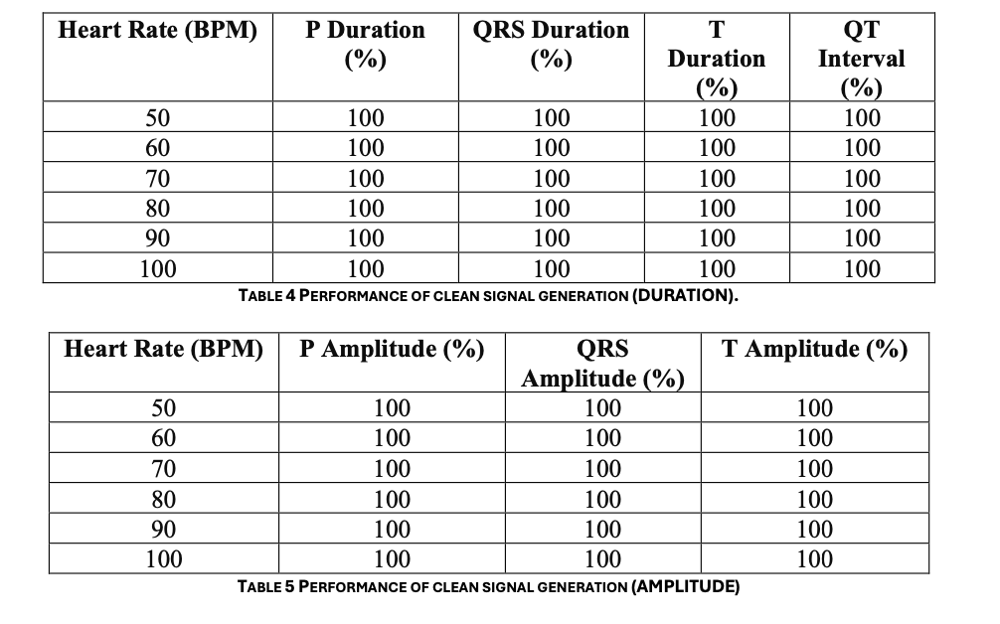 Heart Rate (BPM) P Duration (%) QRS Duration (%) T Duration (%) QT Interval (%)
50 100 100 100 100
60 100 100 100 100
70 100 100 100 100
80 100 100 100 100
90 100 100 100 100
100 100 100 100 100
TABLE 4 PERFORMANCE OF CLEAN SIGNAL GENERATION (DURATION).
Heart Rate (BPM) P Amplitude (%) QRS Amplitude (%) T Amplitude (%)
50 100 100 100
60 100 100 100
70 100 100 100
80 100 100 100
90 100 100 100
100 100 100 100
TABLE 5 PERFORMANCE OF CLEAN SIGNAL GENERATION (AMPLITUDE)